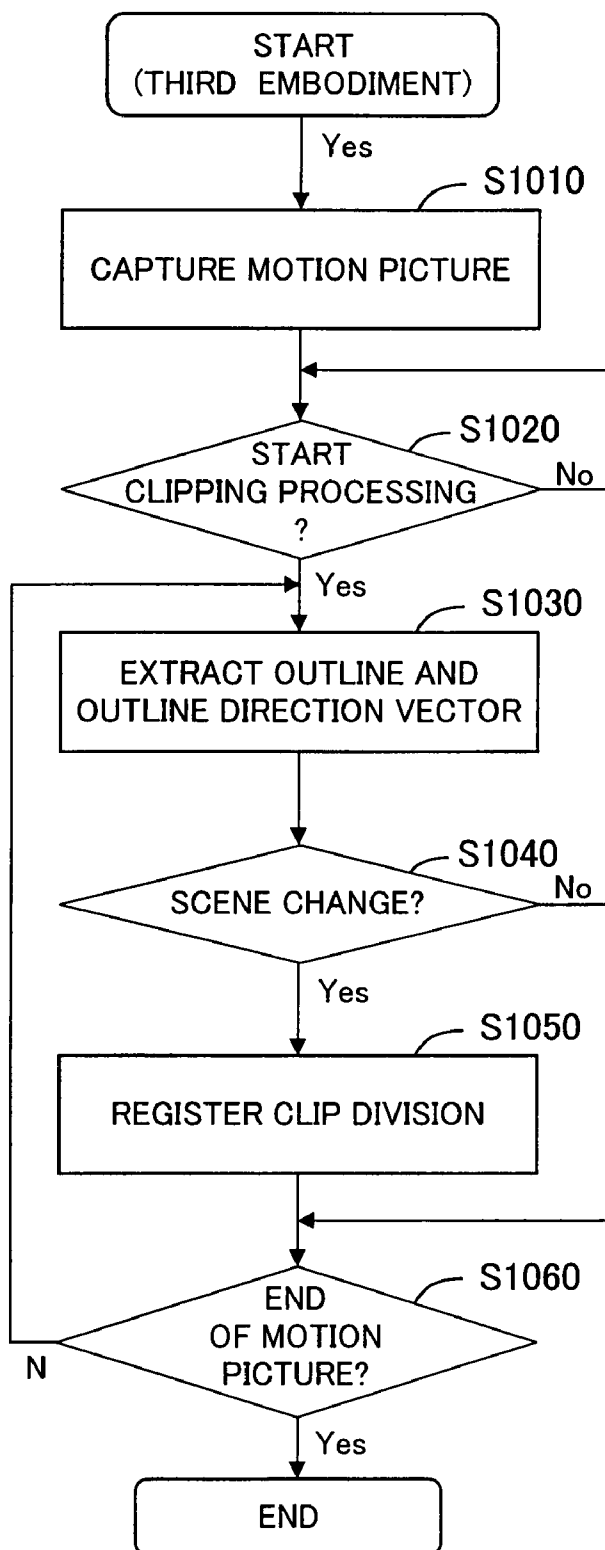 START
(THIRD EMBODIMENT)
Yes
S1010
CAPTURE MOTION PICTURE
S1020
START
CLIPPING PROCESSING
?
No
Yes
S1030
EXTRACT OUTLINE AND
OUTLINE DIRECTION VECTOR
S1040
SCENE CHANGE?
No
Yes
S1050
REGISTER CLIP DIVISION
S1060
END
OF MOTION
PICTURE?
N
Yes
END